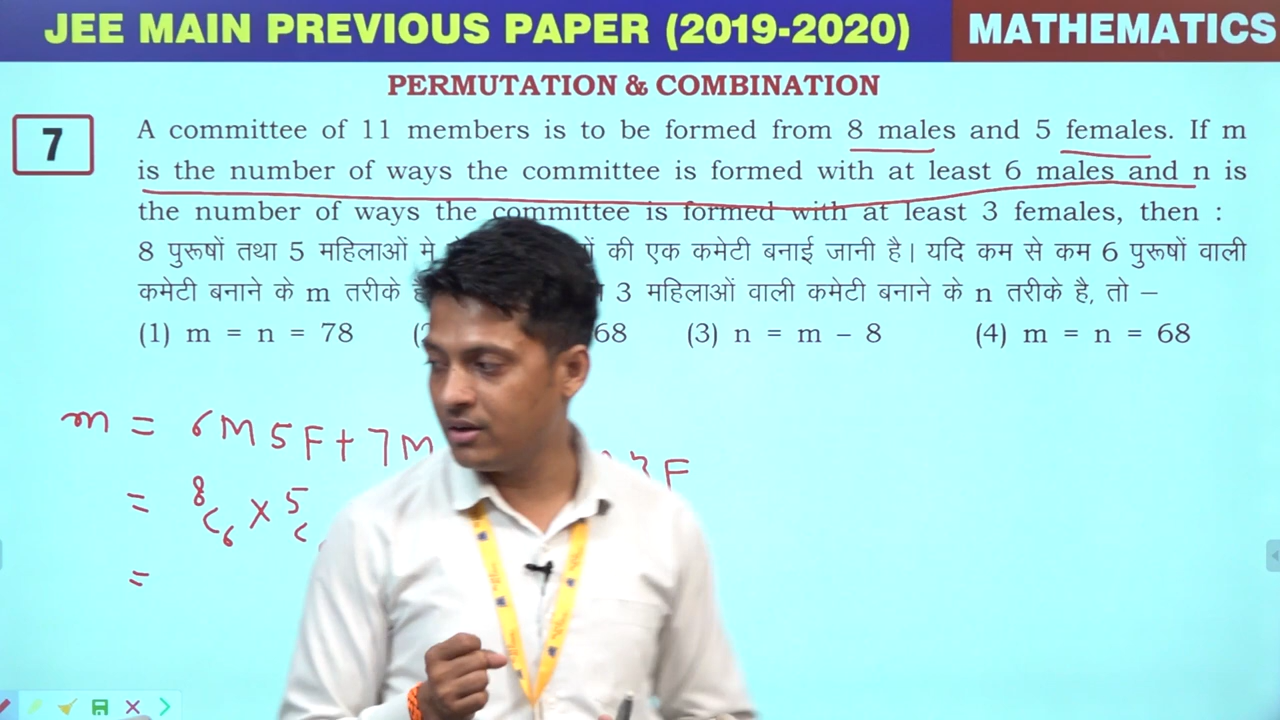 JEE MAIN PREVIOUS PAPER (2019-2020) MATHEMATICS
PERMUTATION & COMBINATION
7 A committee of 11 members is to be formed from 8 males and 5 females. If m
is the number of ways the committee is formed with at least 6 males and n is
the number of ways the committee is formed with at least 3 females, then :
8 पुरूषों तथा 5 महिलाओं मे की एक कमेटी बनाई जानी है। यदि कम से कम 6 पुरूषों वाली
कमेटी बनाने के m तरीके 3 महिलाओं वाली कमेटी बनाने के n तरीके है, तो –
(1) m = n = 78 68 (3) n = m – 8 (4) m = n = 68
m = 6M5F + 7M 3F
= ⁸C₆ × ⁵C
=